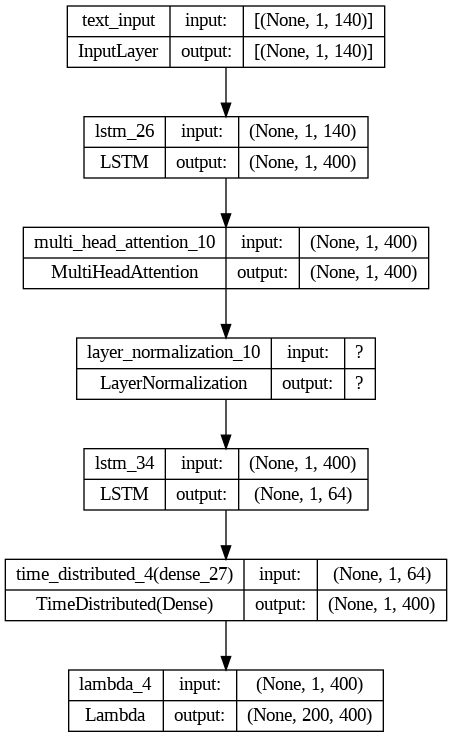 text_input input: [(None, 1, 140)]
InputLayer output: [(None, 1, 140)]
lstm_26 input: (None, 1, 140)
LSTM output: (None, 1, 400)
multi_head_attention_10 input: (None, 1, 400)
MultiHeadAttention output: (None, 1, 400)
layer_normalization_10 input: ?
LayerNormalization output: ?
lstm_34 input: (None, 1, 400)
LSTM output: (None, 1, 64)
time_distributed_4(dense_27) input: (None, 1, 64)
TimeDistributed(Dense) output: (None, 1, 400)
lambda_4 input: (None, 1, 400)
Lambda output: (None, 200, 400)